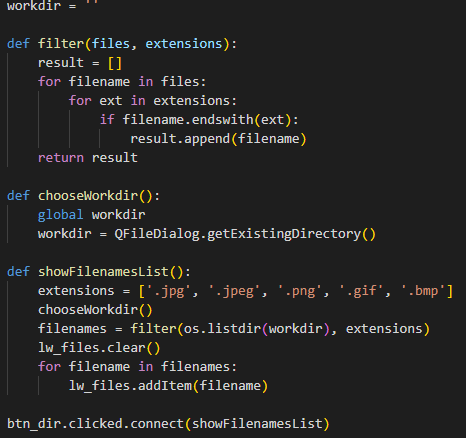 workdir = ''
def filter(files, extensions):
    result = []
    for filename in files:
        for ext in extensions:
            if filename.endswith(ext):
                result.append(filename)
    return result
def chooseWorkdir():
    global workdir
    workdir = QFileDialog.getExistingDirectory()
def showFilenamesList():
    extensions = ['.jpg', '.jpeg', '.png', '.gif', '.bmp']
    chooseWorkdir()
    filenames = filter(os.listdir(workdir), extensions)
    lw_files.clear()
    for filename in filenames:
        lw_files.addItem(filename)
btn_dir.clicked.connect(showFilenamesList)